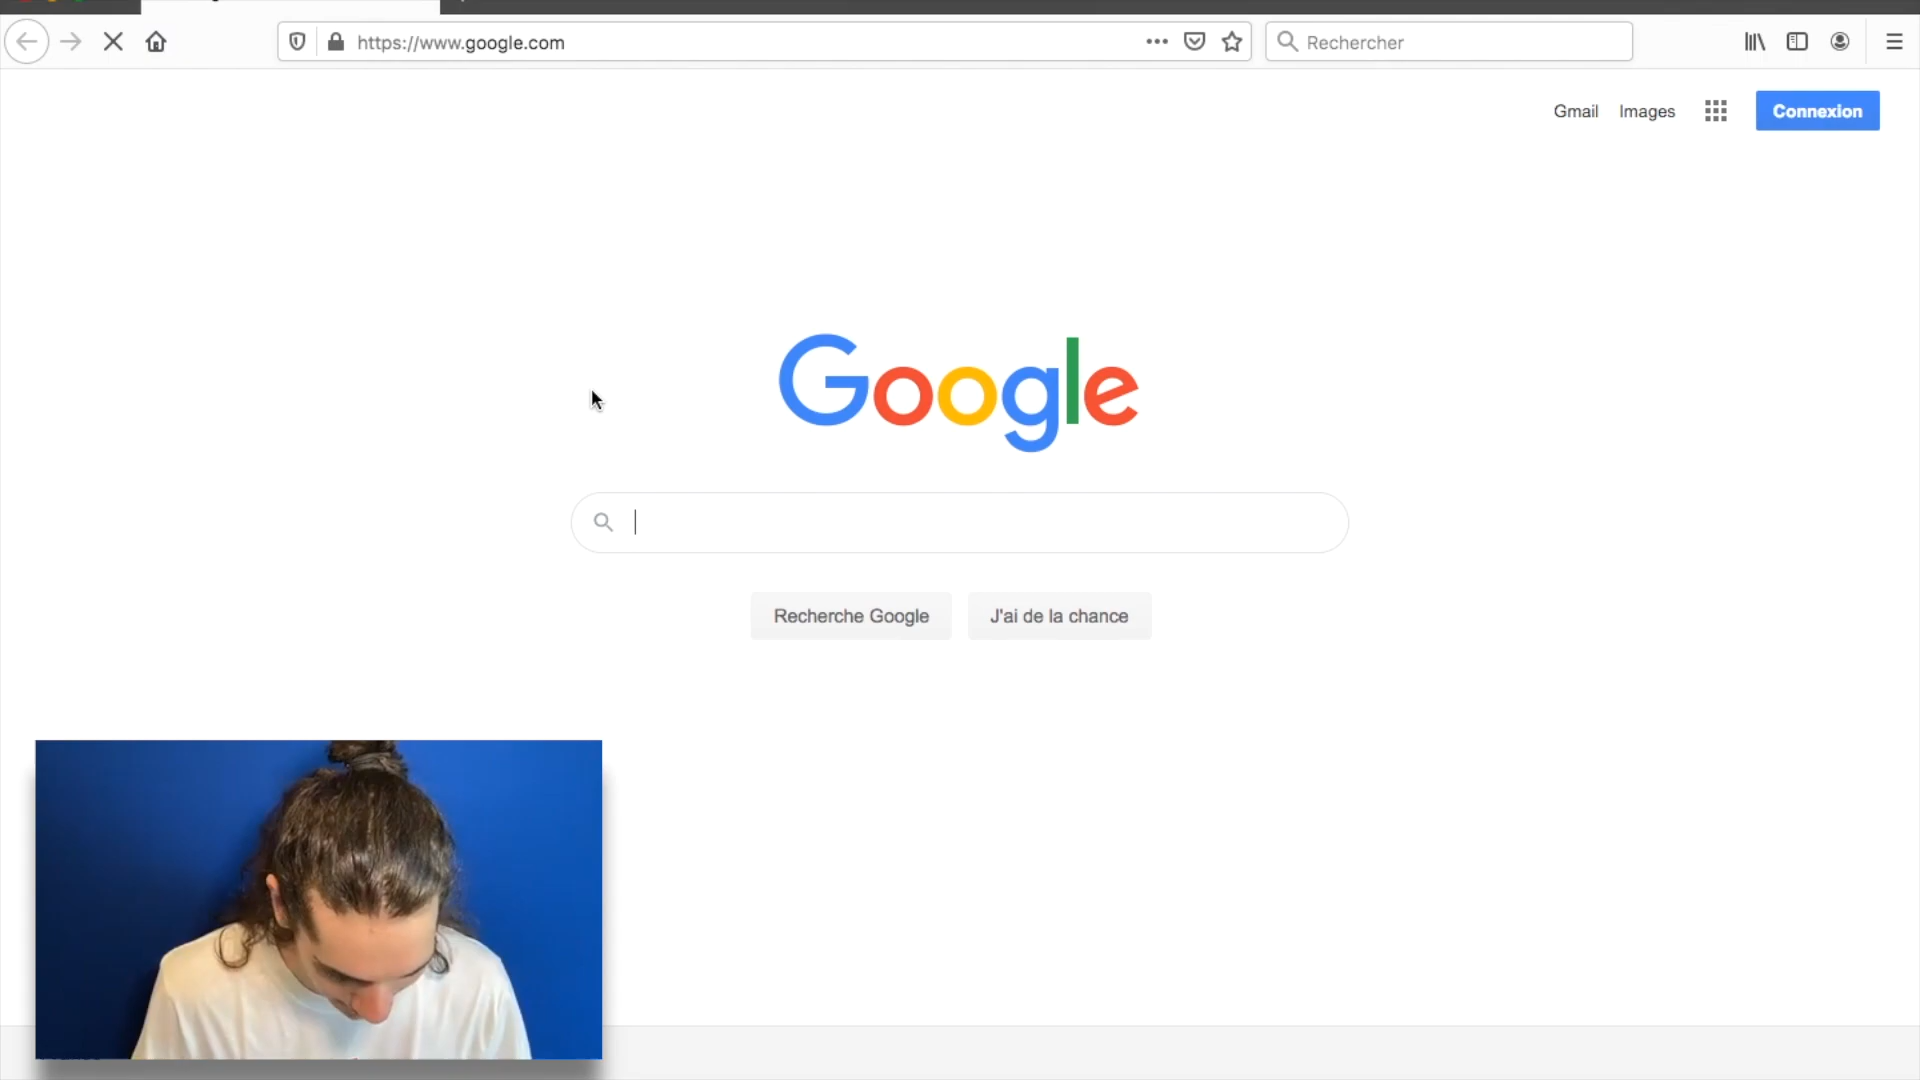 https://www.google.com
Rechercher
Gmail Images Connexion
Google
Recherche Google J'ai de la chance